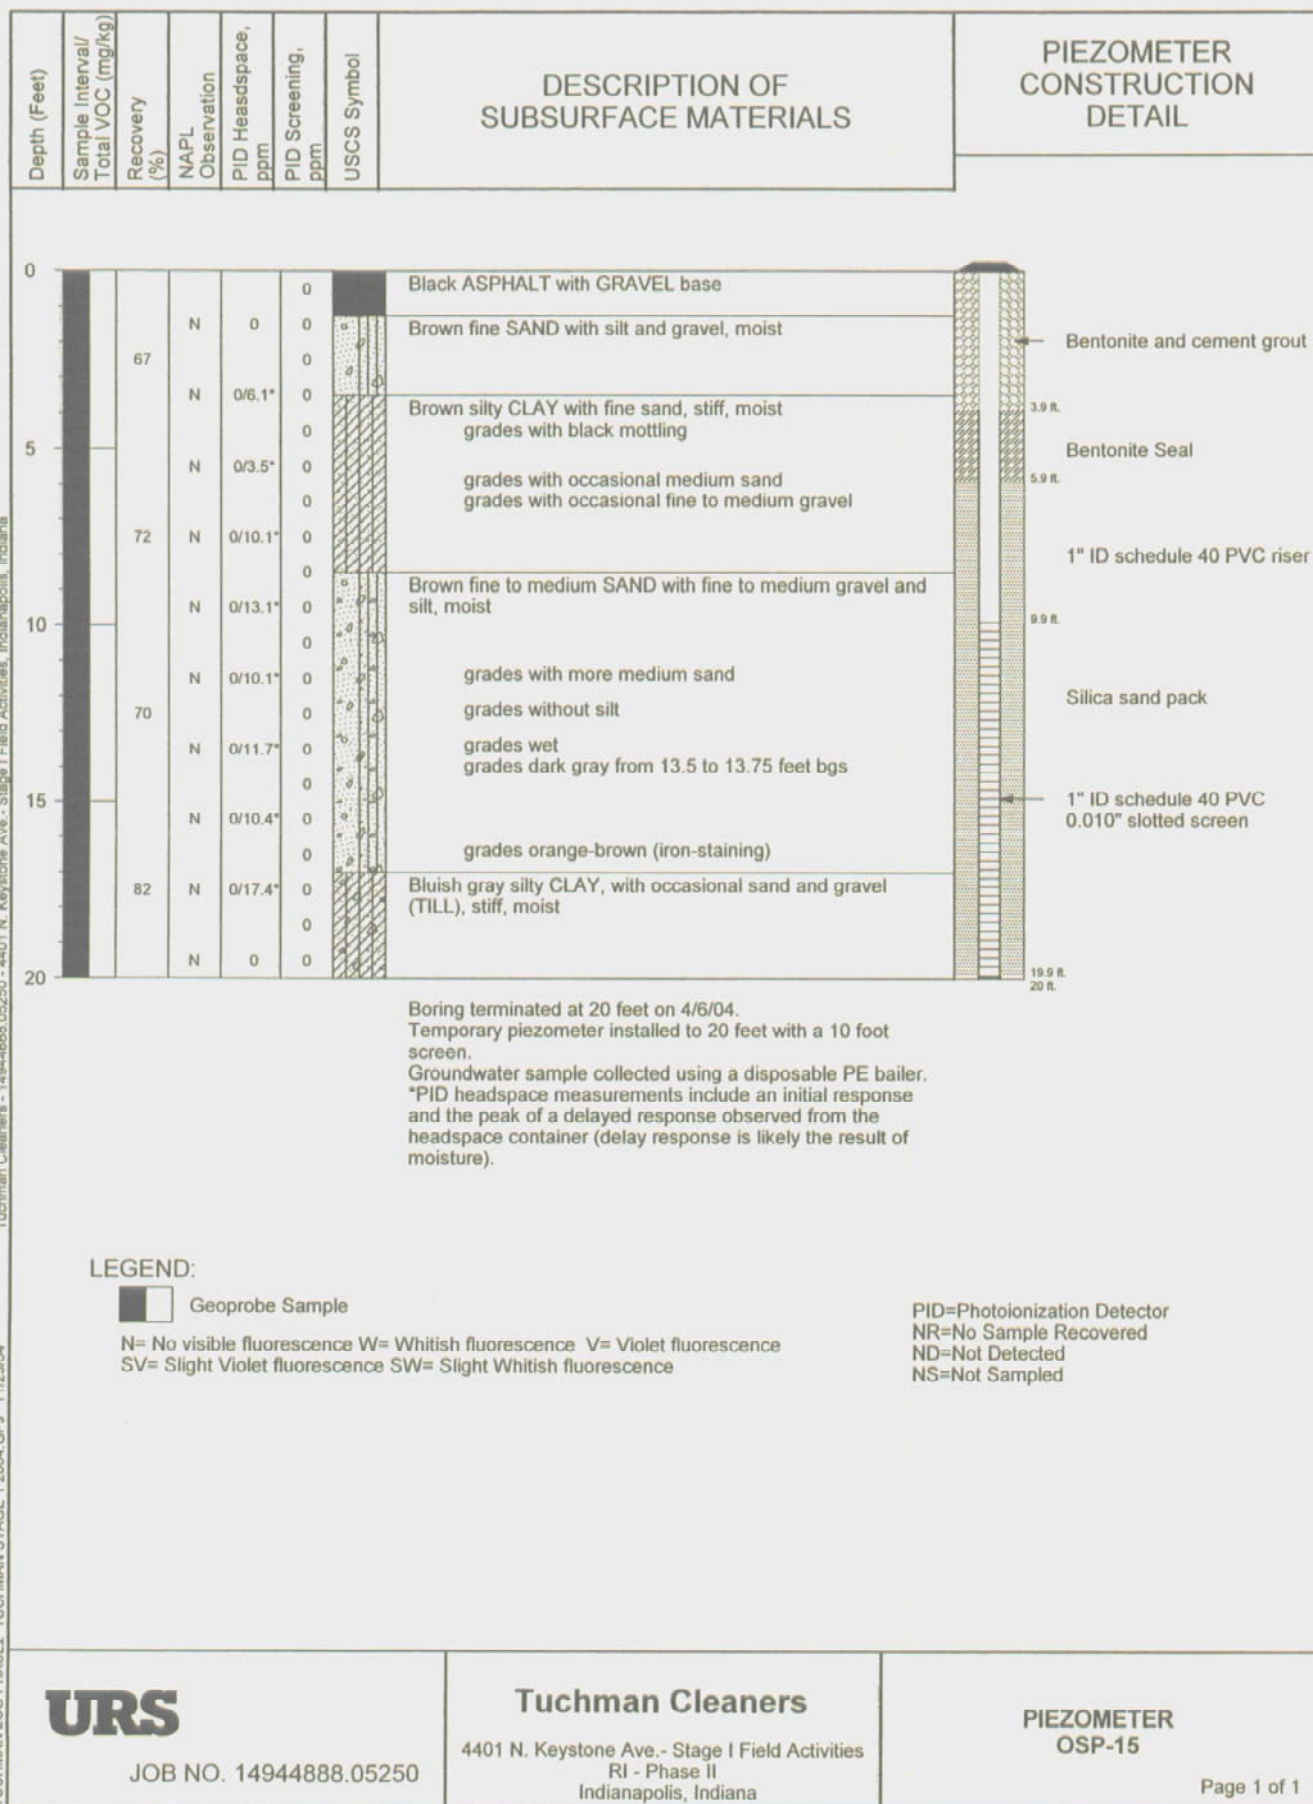 Depth (Feet)
Sample Interval/
Total VOC (mg/kg)
Recovery
(%)
NAPL
Observation
PID Heasdspace,
ppm
PID Screening,
ppm
USCS Symbol
DESCRIPTION OF
SUBSURFACE MATERIALS
PIEZOMETER
CONSTRUCTION
DETAIL
0
0
Black ASPHALT with GRAVEL base
N 0 0
Brown fine SAND with silt and gravel, moist
Bentonite and cement grout
67 0
N 0/6.1* 0
Brown silty CLAY with fine sand, stiff, moist
3.9 ft.
0
grades with black mottling
5
Bentonite Seal
N 0/3.5* 0
grades with occasional medium sand
5.9 ft.
0
grades with occasional fine to medium gravel
72 N 0/10.1* 0
1" ID schedule 40 PVC riser
0
Brown fine to medium SAND with fine to medium gravel and
silt, moist
N 0/13.1* 0
10
9.9 ft.
0
N 0/10.1* 0
grades with more medium sand
Silica sand pack
70 0
grades without silt
N 0/11.7* 0
grades wet
grades dark gray from 13.5 to 13.75 feet bgs
0
15
1" ID schedule 40 PVC
0.010" slotted screen
N 0/10.4* 0
0
grades orange-brown (iron-staining)
82 N 0/17.4* 0
Bluish gray silty CLAY, with occasional sand and gravel
(TILL), stiff, moist
0
N 0 0
20
19.9 ft.
20 ft.
Boring terminated at 20 feet on 4/6/04.
Temporary piezometer installed to 20 feet with a 10 foot
screen.
Groundwater sample collected using a disposable PE bailer.
*PID headspace measurements include an initial response
and the peak of a delayed response observed from the
headspace container (delay response is likely the result of
moisture).
LEGEND:
Geoprobe Sample
N= No visible fluorescence W= Whitish fluorescence V= Violet fluorescence
SV= Slight Violet fluorescence SW= Slight Whitish fluorescence
PID=Photoionization Detector
NR=No Sample Recovered
ND=Not Detected
NS=Not Sampled
Tuchman Cleaners - 14944888.05250 - 4401 N. Keystone Ave.- Stage I Field Activities, Indianapolis, Indiana
URS
JOB NO. 14944888.05250
Tuchman Cleaners
4401 N. Keystone Ave.- Stage I Field Activities
RI - Phase II
Indianapolis, Indiana
PIEZOMETER
OSP-15
Page 1 of 1